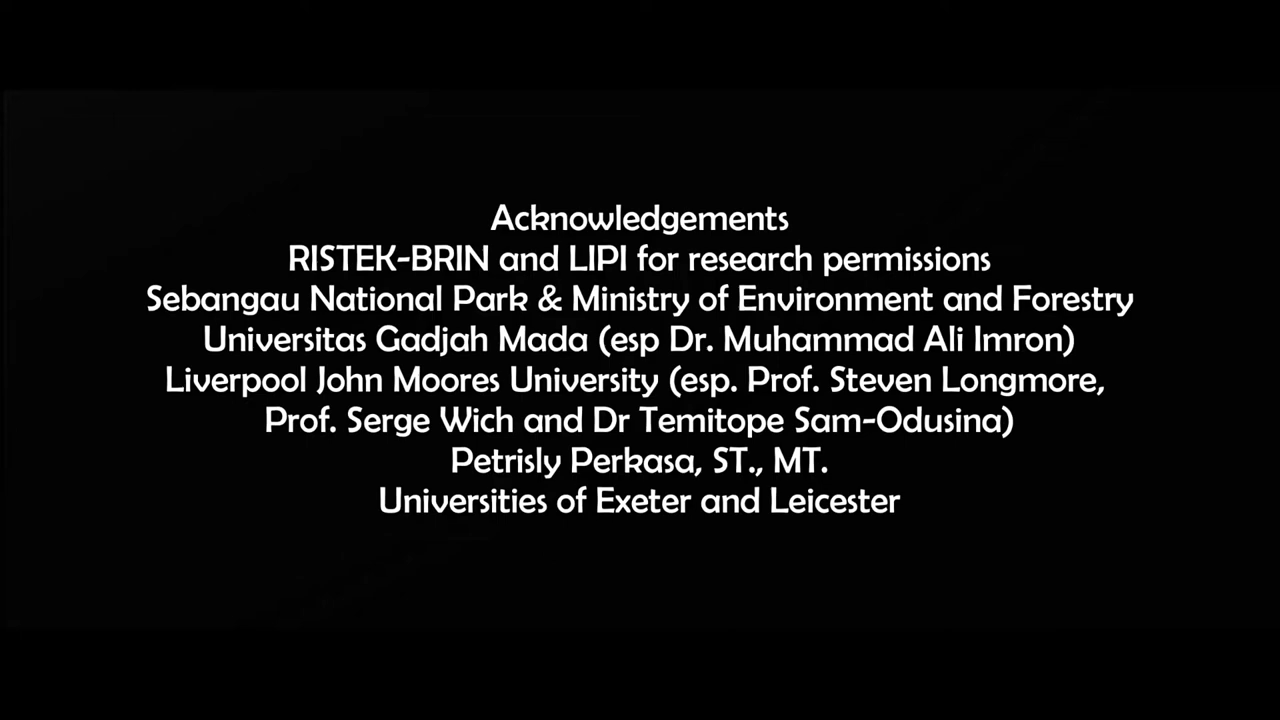 Acknowledgements
RISTEK-BRIN and LIPI for research permissions
Sebangau National Park & Ministry of Environment and Forestry
Universitas Gadjah Mada (esp Dr. Muhammad Ali Imron)
Liverpool John Moores University (esp. Prof. Steven Longmore,
Prof. Serge Wich and Dr Temitope Sam-Odusina)
Petrisly Perkasa, ST., MT.
Universities of Exeter and Leicester